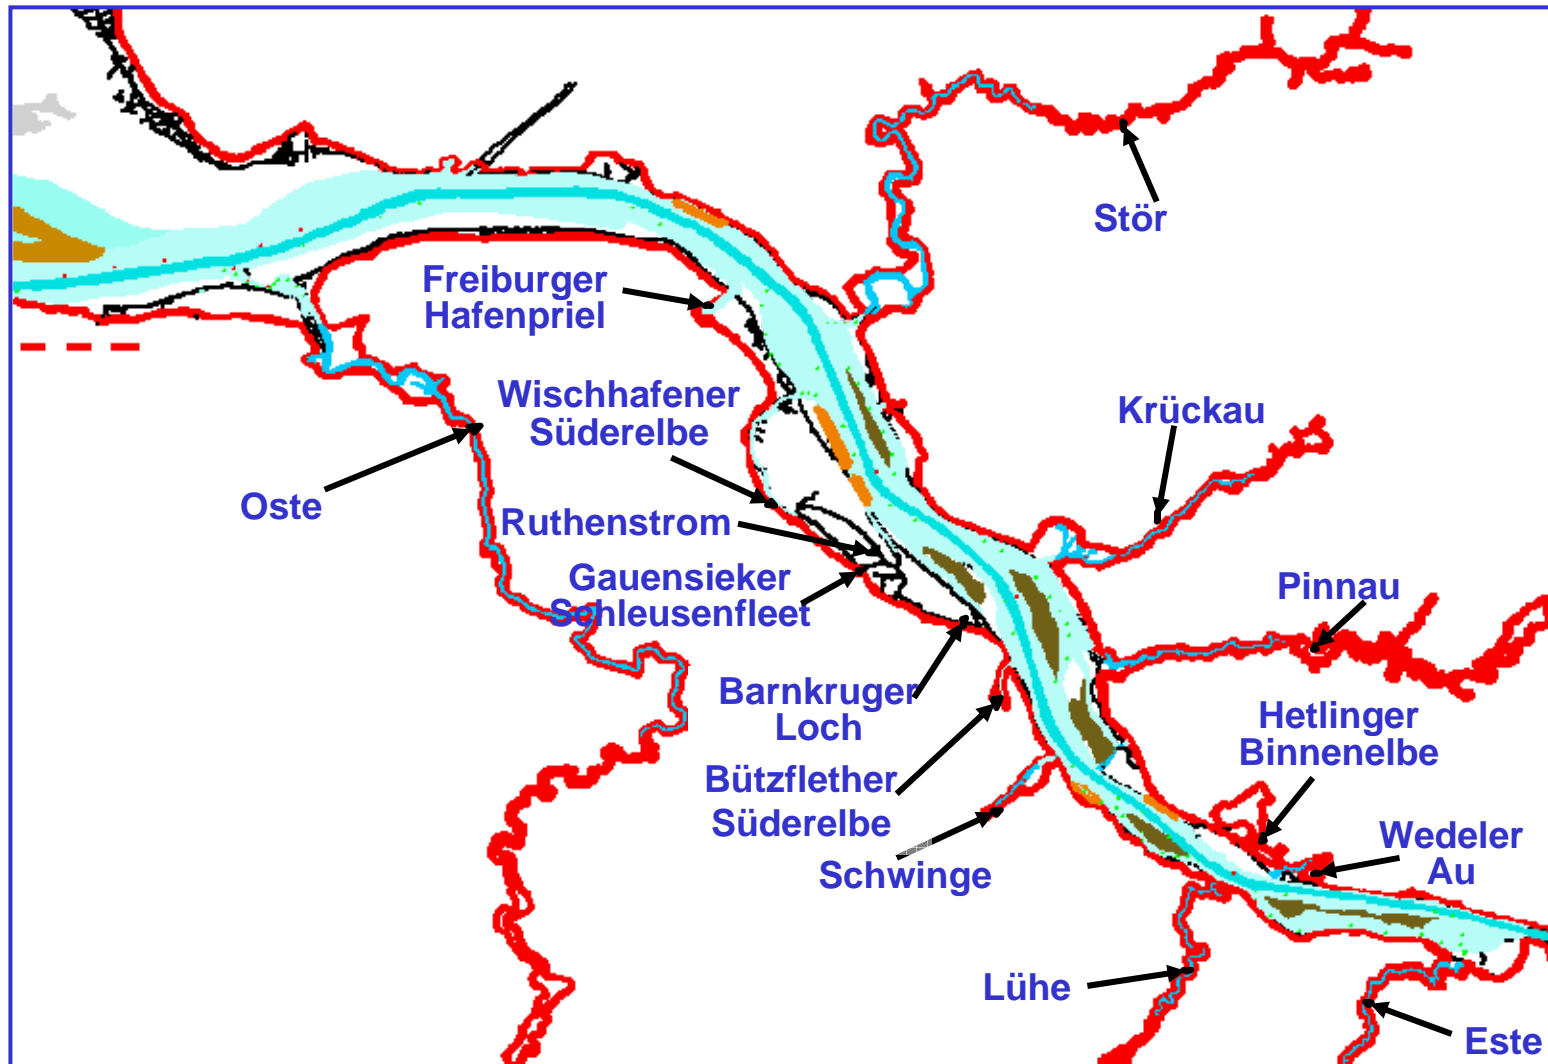 Stör
Freiburger
Hafenpriel
Wischhafener
Süderelbe
Krückau
Oste
Ruthenstrom
Gauensieker
Schleusenfleet
Pinnau
Barnkruger
Loch
Hetlinger
Binnenelbe
Bützflether
Süderelbe
Wedeler
Au
Schwinge
Lühe
Este